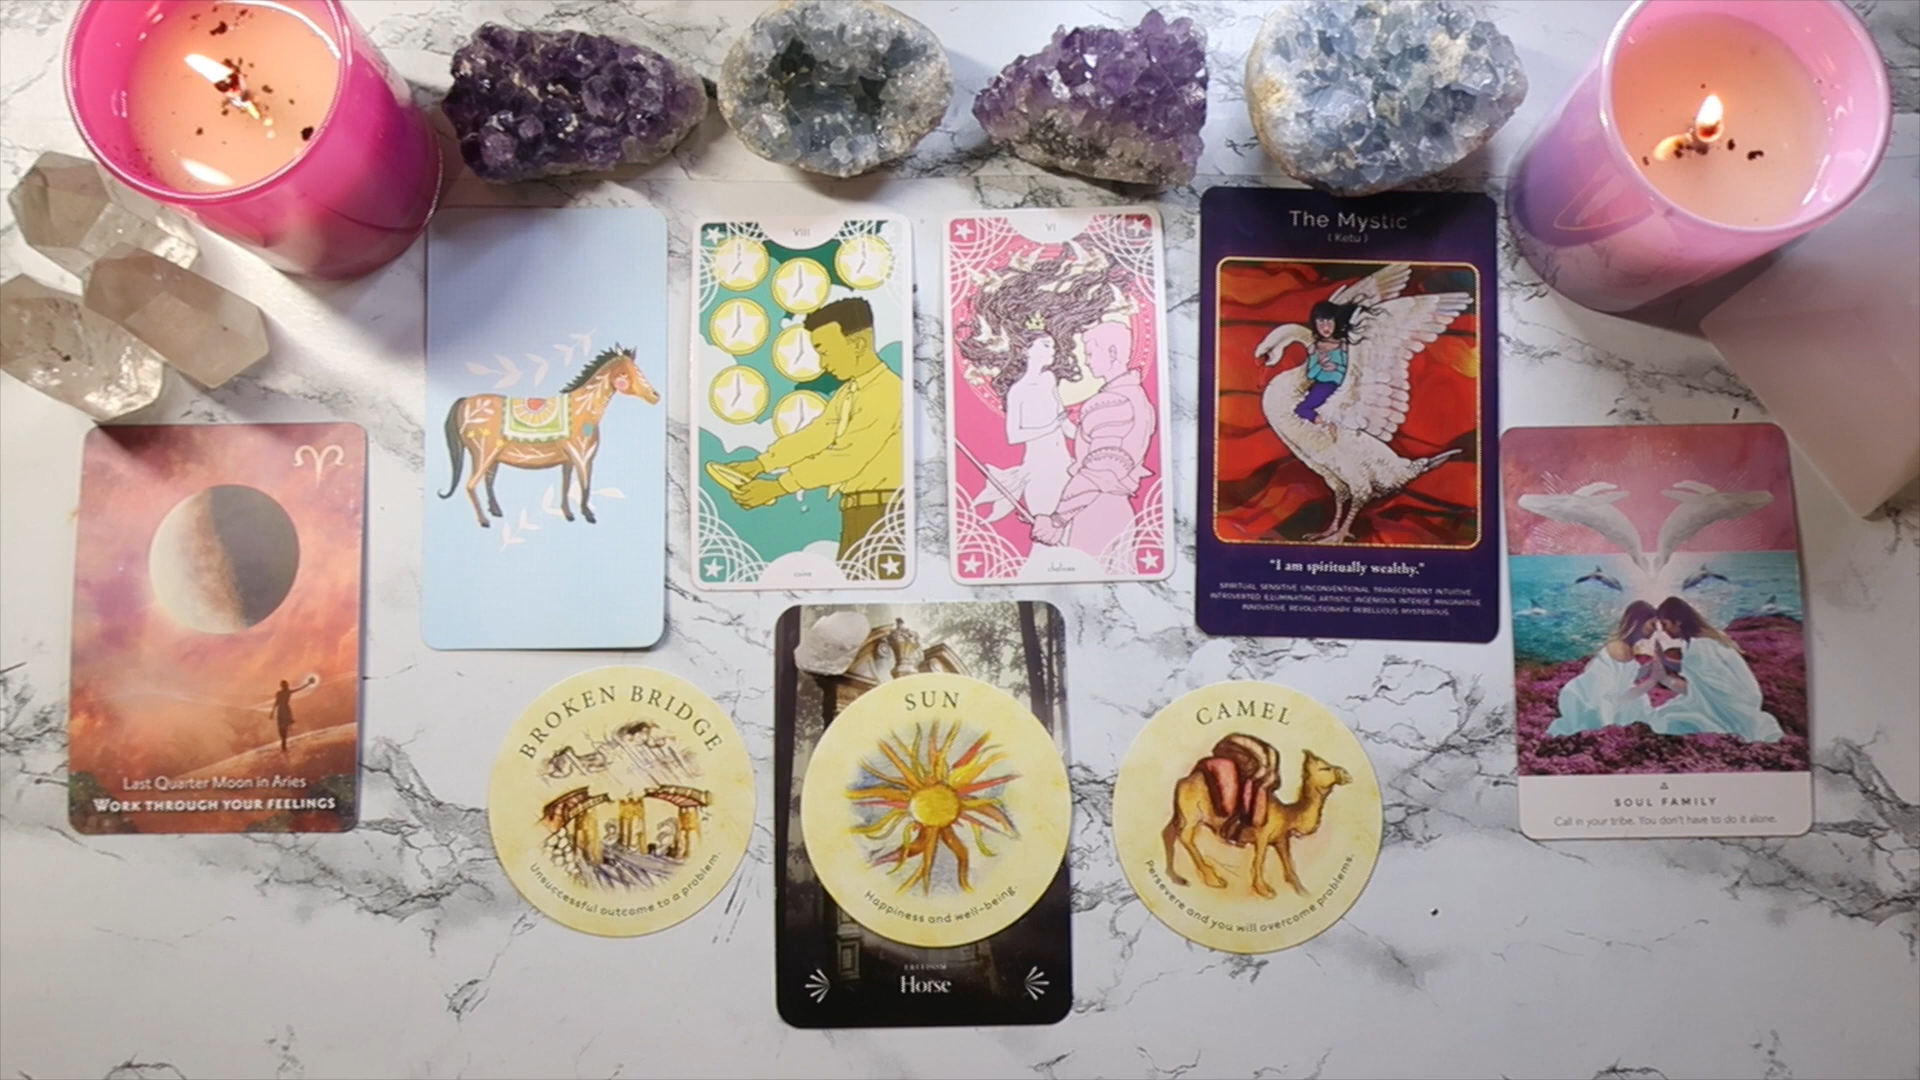 VIII
VI
The Mystic
( Ketu )
"I am spiritually wealthy."
SPIRITUAL SENSITIVE UNCONVENTIONAL TRANSCENDENT INTUITIVE
INTROVERTED ILLUMINATING ARTISTIC INGENIOUS INTENSE IMAGINATIVE
INNOVATIVE REVOLUTIONARY REBELLIOUS MYSTERIOUS
coins
chalices
Last Quarter Moon in Aries
WORK THROUGH YOUR FEELINGS
BROKEN BRIDGE
Unsuccessful outcome to a problem.
SUN
Happiness and well-being.
CAMEL
Persevere and you will overcome problems.
SOUL FAMILY
Call in your tribe. You don't have to do it alone.
FREEDOM
Horse